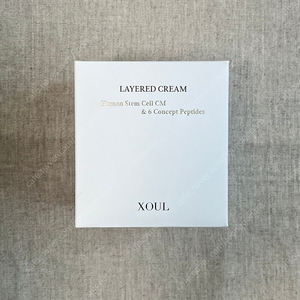 LAYERED CREAM
Human Stem Cell CM
& 6 Concept Peptides
XOUL